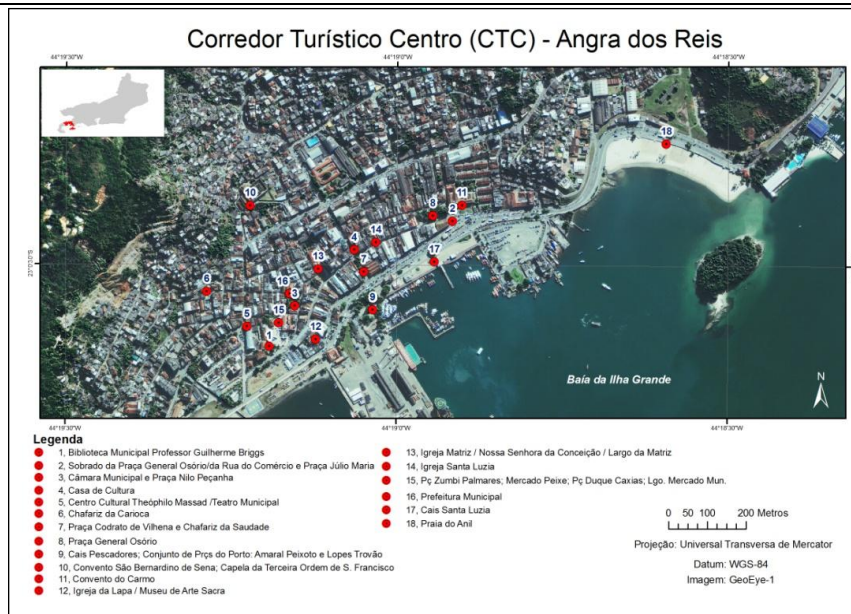 Corredor Turístico Centro (CTC) - Angra dos Reis
44°19'30"W 44°19'0"W 44°18'30"W
18
10
8
11
2
14
4
13
17
7
6
16
3
9
15
5
12
1
23°0'10"S
Baía da Ilha Grande
N
44°19'30"W 44°19'0"W 44°18'30"W
Legenda
1, Biblioteca Municipal Professor Guilherme Briggs
2, Sobrado da Praça General Osório/da Rua do Comércio e Praça Júlio Maria
3, Câmara Municipal e Praça Nilo Peçanha
4, Casa de Cultura
5, Centro Cultural Theóphilo Massad /Teatro Municipal
6, Chafariz da Carioca
7, Praça Codrato de Vilhena e Chafariz da Saudade
8, Praça General Osório
9, Cais Pescadores; Conjunto de Prçs do Porto: Amaral Peixoto e Lopes Trovão
10, Convento São Bernardino de Sena; Capela da Terceira Ordem de S. Francisco
11, Convento do Carmo
12, Igreja da Lapa / Museu de Arte Sacra
13, Igreja Matriz / Nossa Senhora da Conceição / Largo da Matriz
14, Igreja Santa Luzia
15, Pç Zumbi Palmares; Mercado Peixe; Pç Duque Caxias; Lgo. Mercado Mun.
16, Prefeitura Municipal
17, Cais Santa Luzia
18, Praia do Anil
0 50 100 200 Metros
Projeção: Universal Transversa de Mercator
Datum: WGS-84
Imagem: GeoEye-1